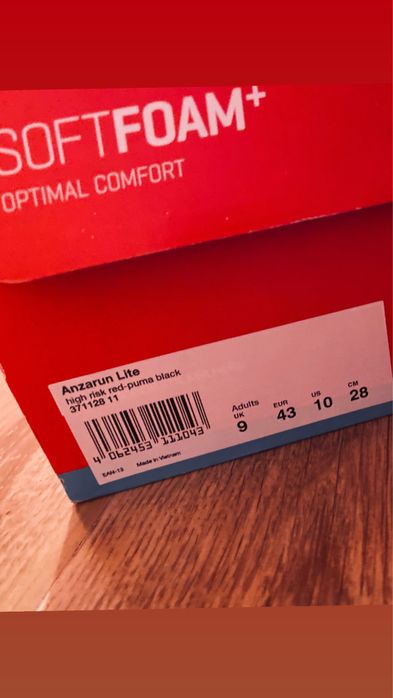 SOFTFOAM+
OPTIMAL COMFORT
Anzarun Lite
high risk red-puma black
371128 11
4 062453 111043
EAN-13 Made in Vietnam
Adults
UK EUR US CM
9 43 10 28